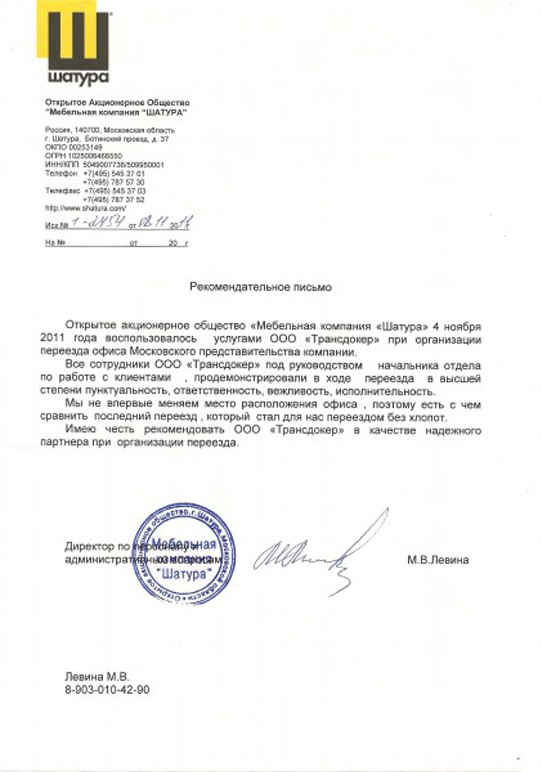 шатура
Открытое Акционерное Общество
"Мебельная компания "ШАТУРА"
Россия, 140700, Московская область
г. Шатура, Ботинский проезд, д. 37
ОКПО 00253149
ОГРН 1025006466550
ИНН/КПП 5049007736/509950001
Телефон +7(495) 545 37 01
+7(495) 787 57 30
Телефакс +7(495) 545 37 03
+7(495) 787 37 52
http://www.shatura.com/
Исх.№ 1-2454 от 08.11 2011г
На № от 20 г
Рекомендательное письмо
Открытое акционерное общество «Мебельная компания «Шатура» 4 ноября
2011 года воспользовалось услугами ООО «Трансдокер» при организации
переезда офиса Московского представительства компании.
Все сотрудники ООО «Трансдокер» под руководством начальника отдела
по работе с клиентами , продемонстрировали в ходе переезда в высшей
степени пунктуальность, ответственность, вежливость, исполнительность.
Мы не впервые меняем место расположения офиса , поэтому есть с чем
сравнить последний переезд , который стал для нас переездом без хлопот.
Имею честь рекомендовать ООО «Трансдокер» в качестве надежного
партнера при организации переезда.
Директор по персоналу и
административным вопросам
М.В.Левина
Открытое акционерное общество, г. Шатура, Московской области
Мебельная
компания
"Шатура"
Левина М.В.
8-903-010-42-90